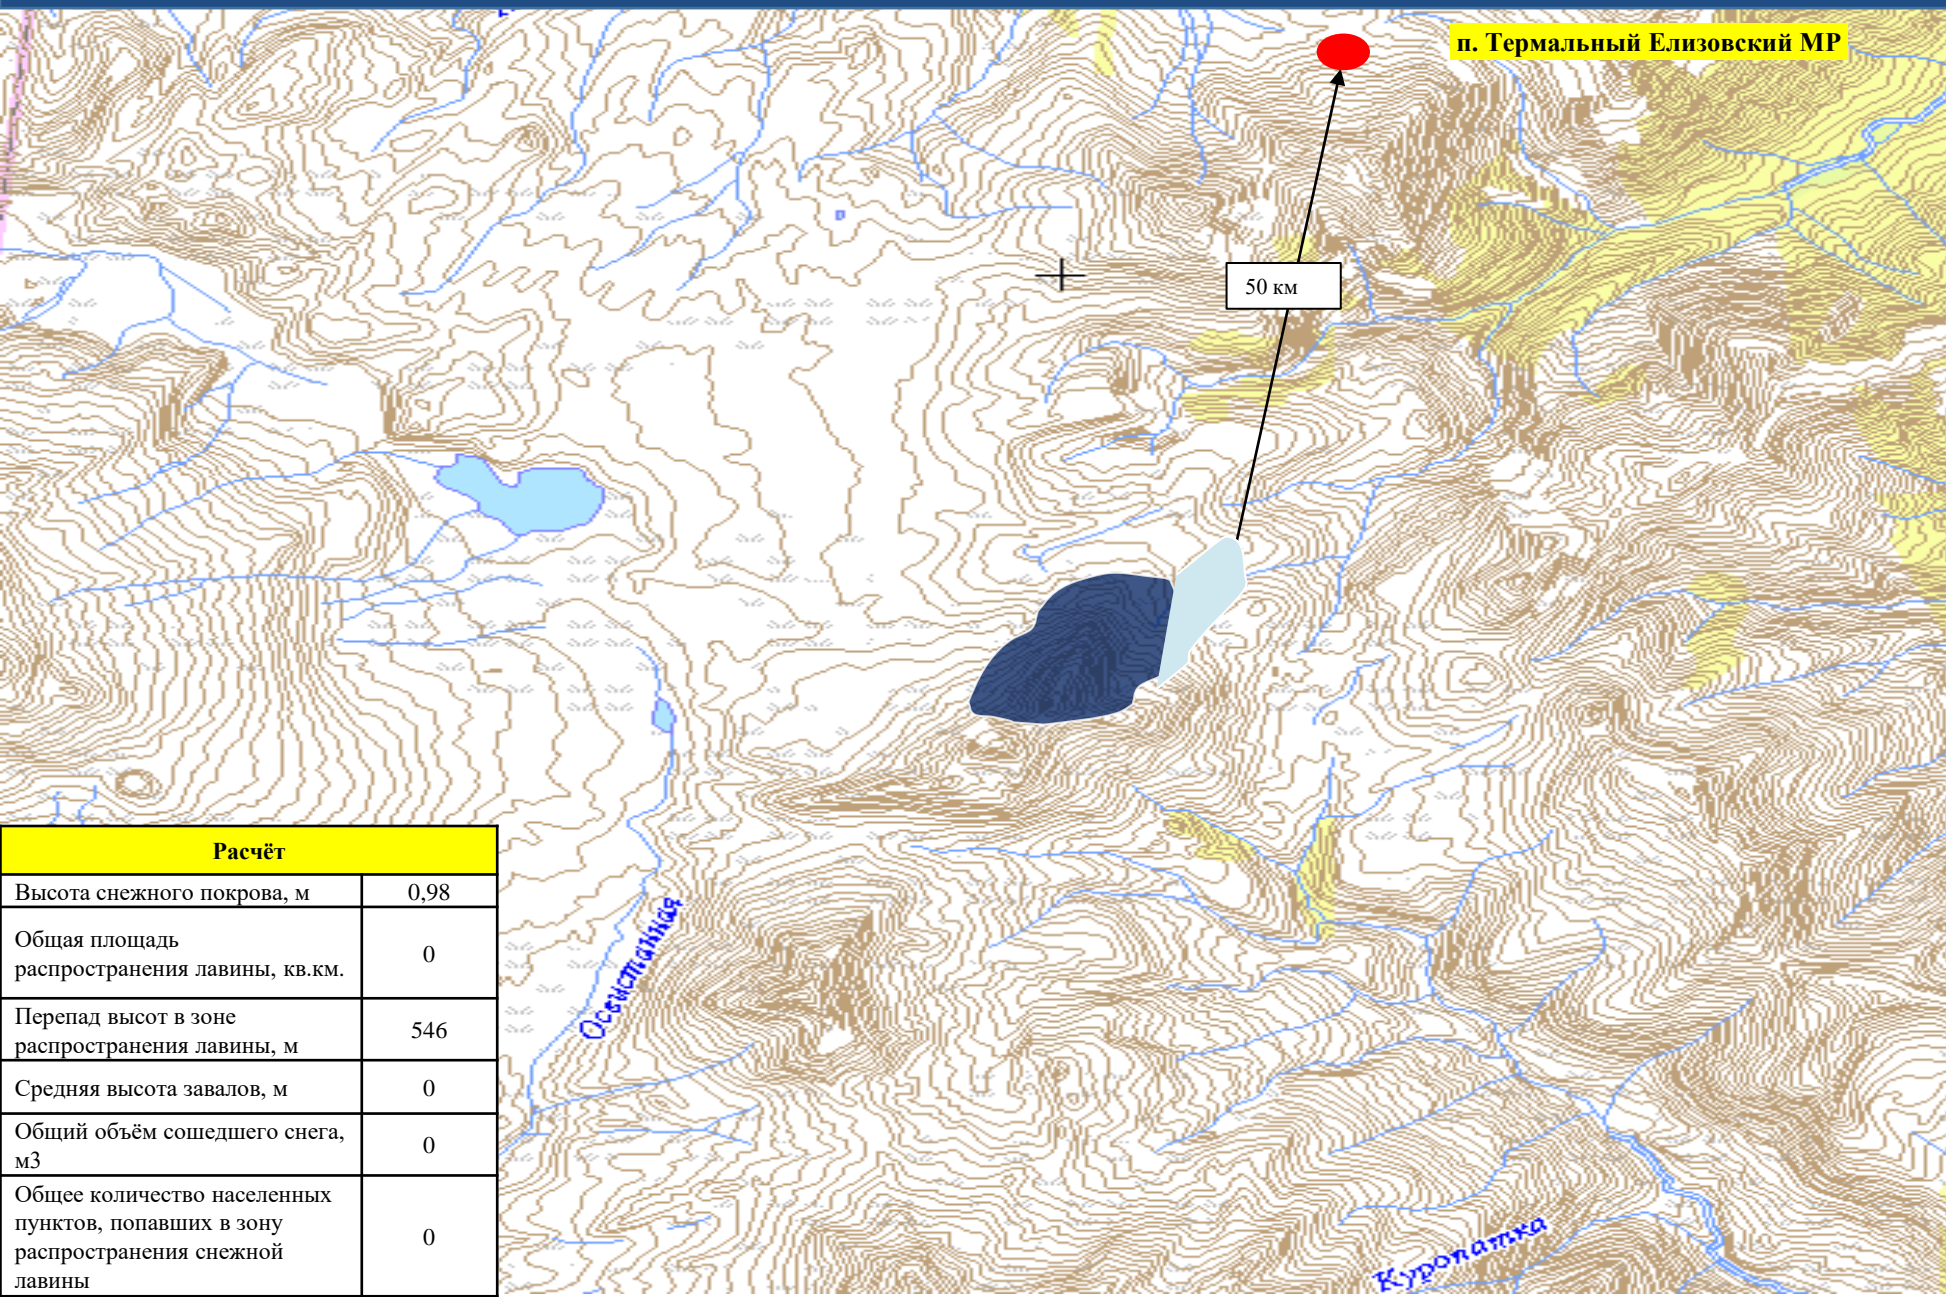 п. Термальный Елизовский МР
50 км
Расчёт
Высота снежного покрова, м 0,98
Общая площадь
распространения лавины, кв.км. 0
Перепад высот в зоне
распространения лавины, м 546
Средняя высота завалов, м 0
Общий объём сошедшего снега,
м3 0
Общее количество населенных
пунктов, попавших в зону
распространения снежной
лавины 0
Освистанная
Куропатка